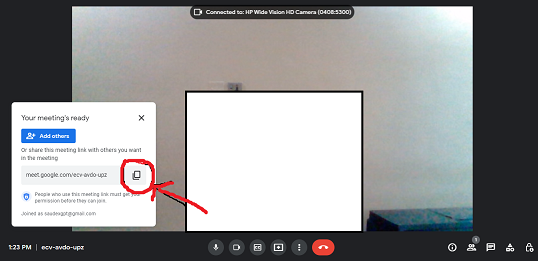 Connected to: HP Wide Vision HD Camera (0408:5300)
Your meeting's ready
Add others
Or share this meeting link with others you want
in the meeting
meet.google.com/ecv-avdo-upz
People who use this meeting link must get your
permission before they can join.
Joined as saudexgpt@gmail.com
1:23 PM | ecv-avdo-upz
1